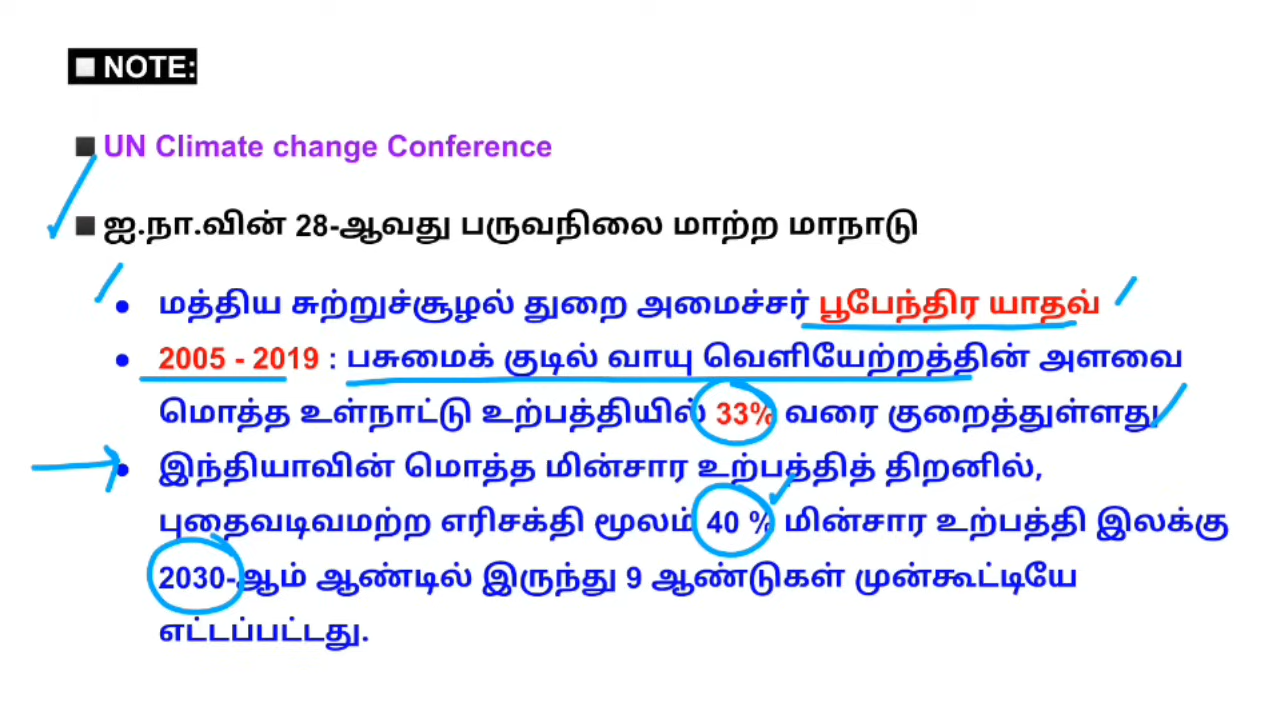 NOTE:
UN Climate change Conference
ஐ.நா.வின் 28-ஆவது பருவநிலை மாற்ற மாநாடு
மத்திய சுற்றுச்சூழல் துறை அமைச்சர் பூபேந்திர யாதவ்
2005 - 2019 : பசுமைக் குடில் வாயு வெளியேற்றத்தின் அளவை
மொத்த உள்நாட்டு உற்பத்தியில் 33% வரை குறைத்துள்ளது
இந்தியாவின் மொத்த மின்சார உற்பத்தித் திறனில்,
புதைவடிவமற்ற எரிசக்தி மூலம் 40 % மின்சார உற்பத்தி இலக்கு
2030-ஆம் ஆண்டில் இருந்து 9 ஆண்டுகள் முன்கூட்டியே
எட்டப்பட்டது.